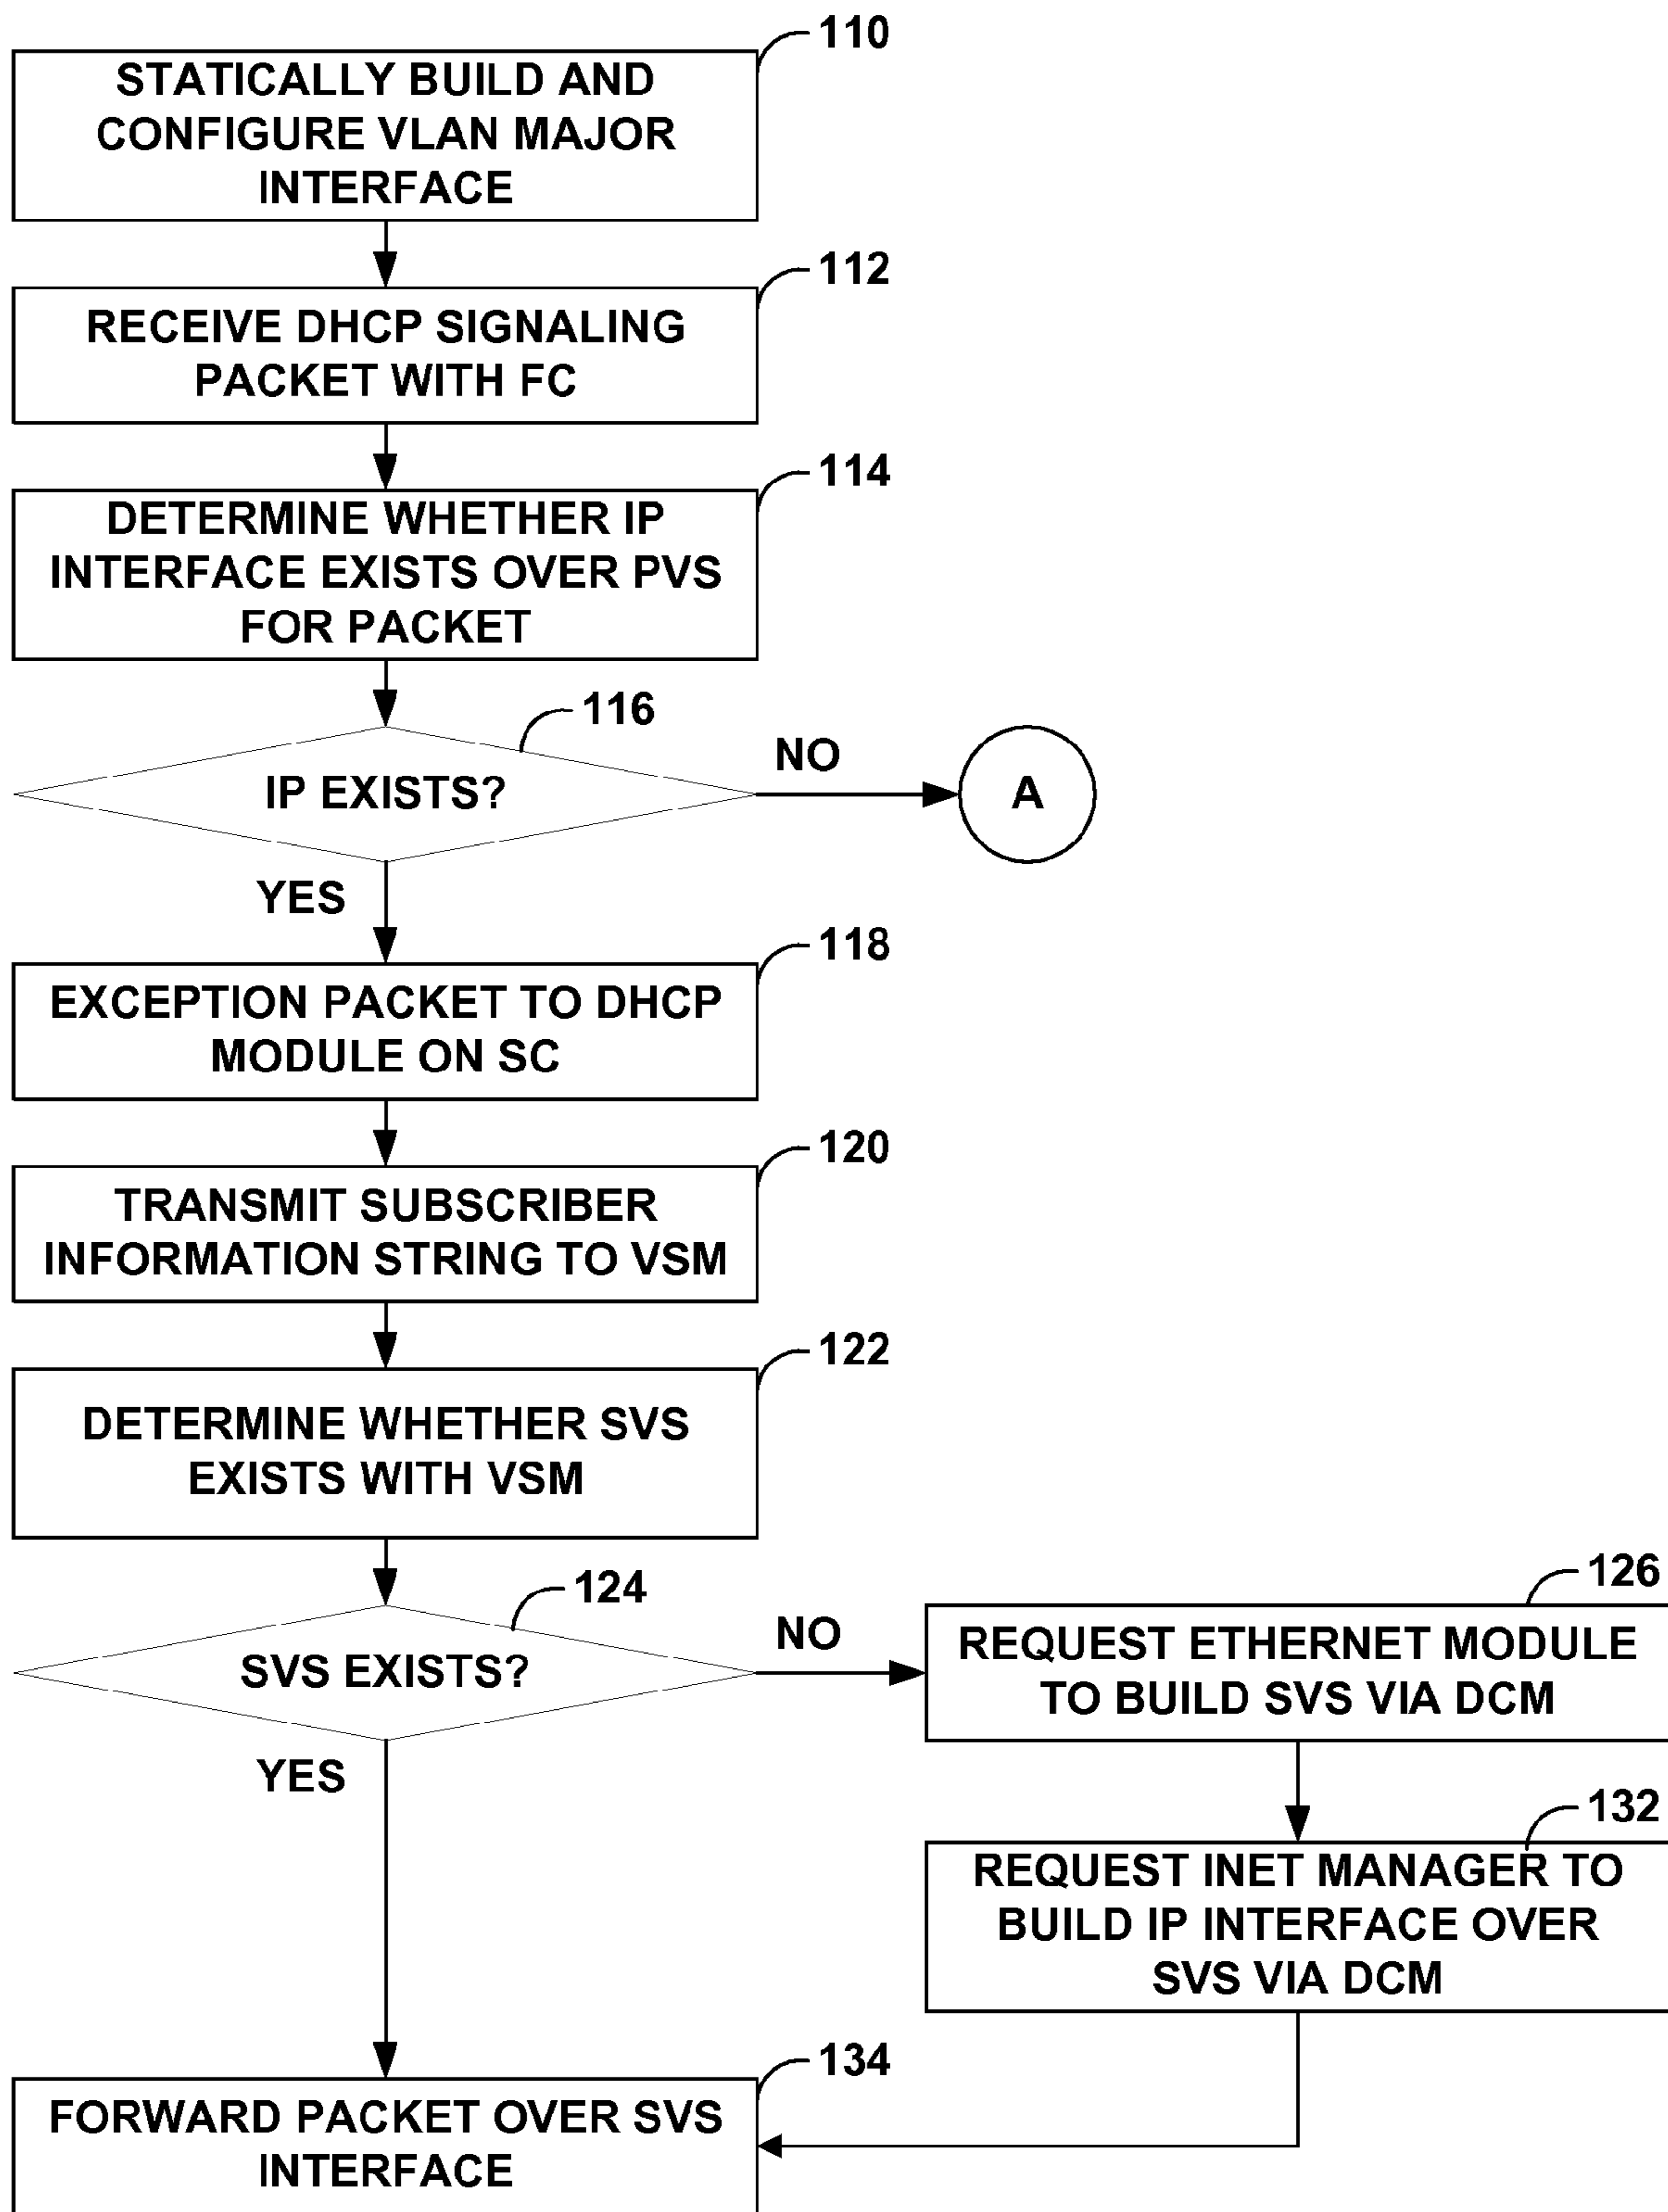 110
STATICALLY BUILD AND
CONFIGURE VLAN MAJOR
INTERFACE
112
RECEIVE DHCP SIGNALING
PACKET WITH FC
114
DETERMINE WHETHER IP
INTERFACE EXISTS OVER PVS
FOR PACKET
116
IP EXISTS?
NO
A
YES
118
EXCEPTION PACKET TO DHCP
MODULE ON SC
120
TRANSMIT SUBSCRIBER
INFORMATION STRING TO VSM
122
DETERMINE WHETHER SVS
EXISTS WITH VSM
124
SVS EXISTS?
NO
126
REQUEST ETHERNET MODULE
TO BUILD SVS VIA DCM
YES
132
REQUEST INET MANAGER TO
BUILD IP INTERFACE OVER
SVS VIA DCM
134
FORWARD PACKET OVER SVS
INTERFACE